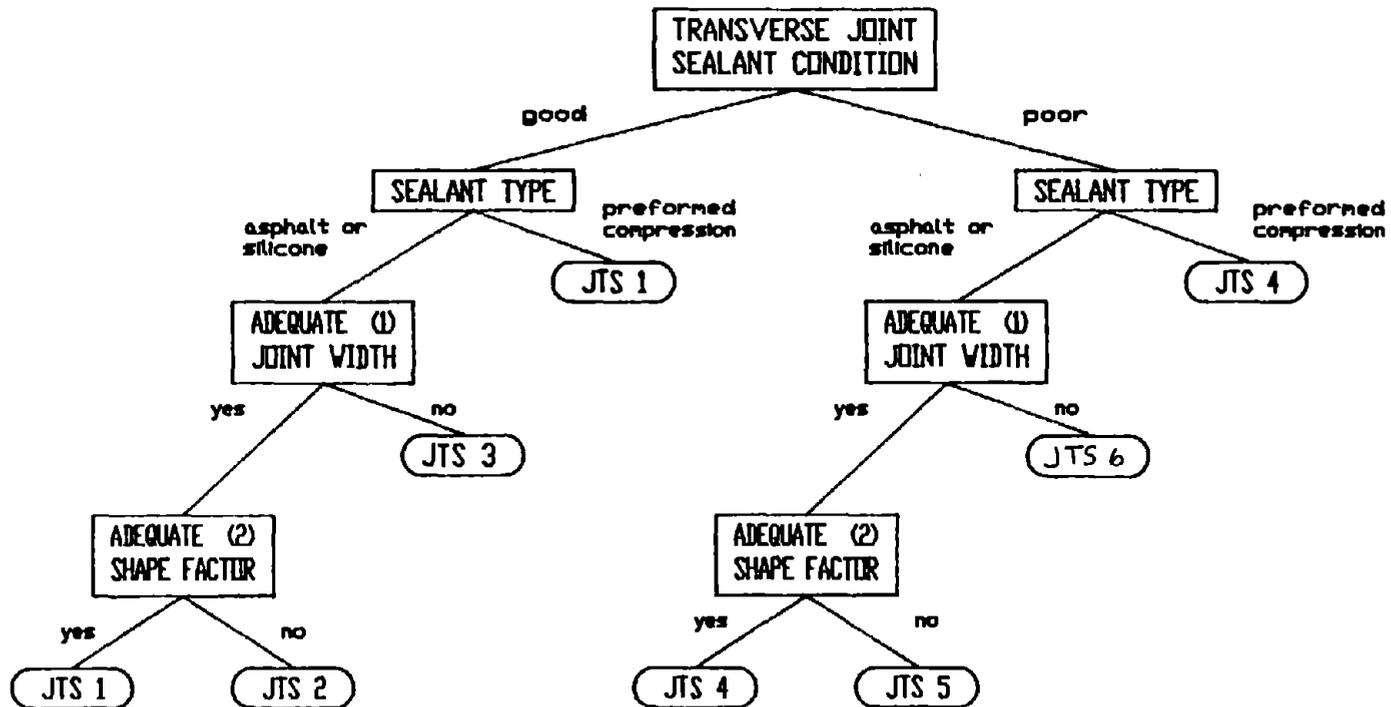 TRANSVERSE JOINT
SEALANT CONDITION
good
poor
SEALANT TYPE
SEALANT TYPE
asphalt or
silicone
preformed
compression
asphalt or
silicone
preformed
compression
JTS 1
JTS 4
ADEQUATE (1)
JOINT WIDTH
ADEQUATE (1)
JOINT WIDTH
yes
no
yes
no
JTS 3
JTS 6
ADEQUATE (2)
SHAPE FACTOR
ADEQUATE (2)
SHAPE FACTOR
yes
no
yes
no
JTS 1
JTS 2
JTS 4
JTS 5